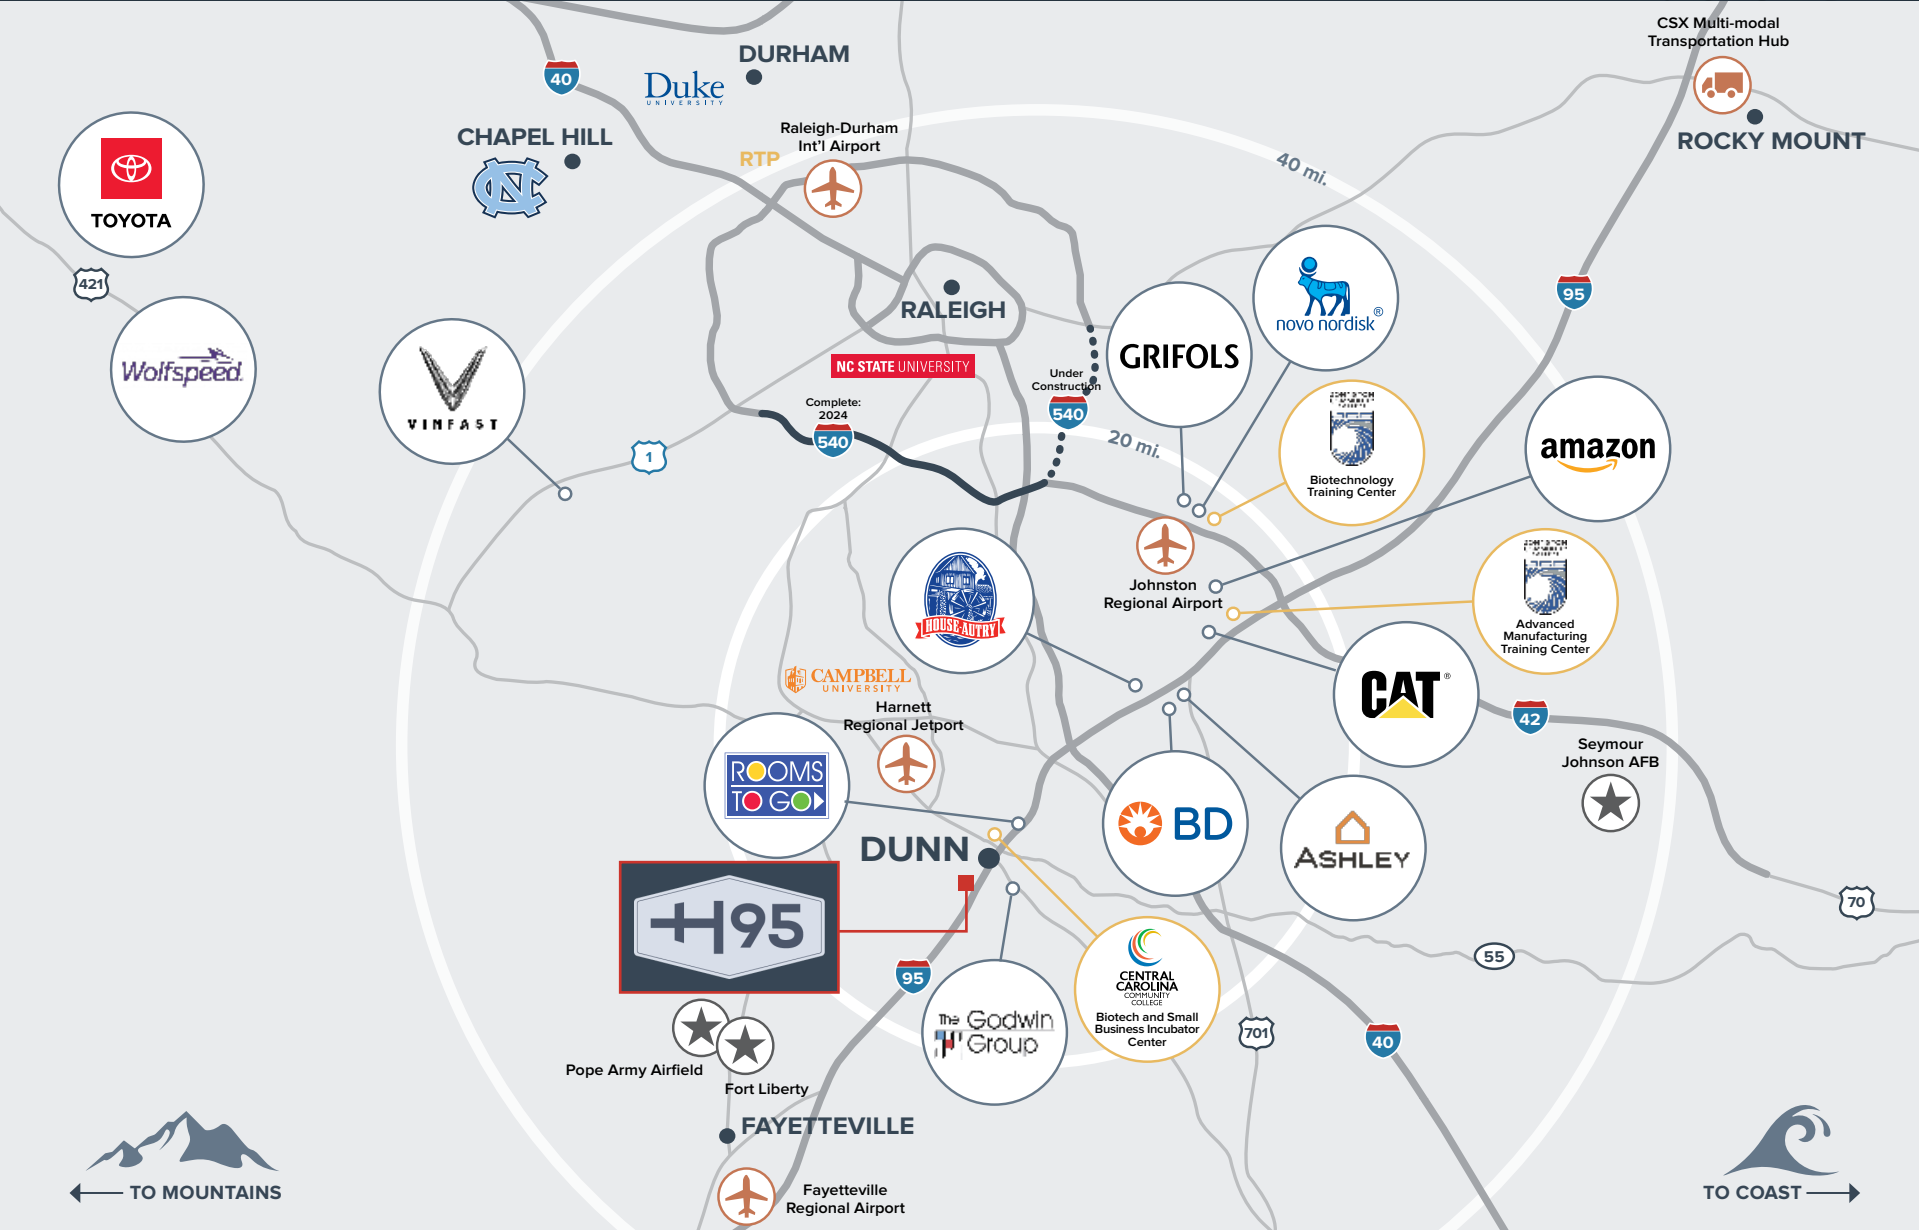 CSX Multi-modal
Transportation Hub
DURHAM
40
Duke
UNIVERSITY
CHAPEL HILL
Raleigh-Durham
Int'l Airport
RTP
ROCKY MOUNT
40 mi.
TOYOTA
NC
421
95
RALEIGH
novo nordisk®
GRIFOLS
Wolfspeed.
VINFAST
NC STATE UNIVERSITY
Under
Construction
540
Complete:
2024
540
20 mi.
1
Biotechnology
Training Center
amazon
Johnston
Regional Airport
HOUSE-AUTRY
Advanced
Manufacturing
Training Center
CAMPBELL
UNIVERSITY
Harnett
Regional Jetport
CAT®
42
Seymour
Johnson AFB
ROOMS
TO GO
BD
ASHLEY
DUNN
H95
70
55
95
The Godwin
Group
CENTRAL
CAROLINA
COMMUNITY
COLLEGE
Biotech and Small
Business Incubator
Center
701
40
Pope Army Airfield
Fort Liberty
FAYETTEVILLE
Fayetteville
Regional Airport
TO MOUNTAINS
TO COAST